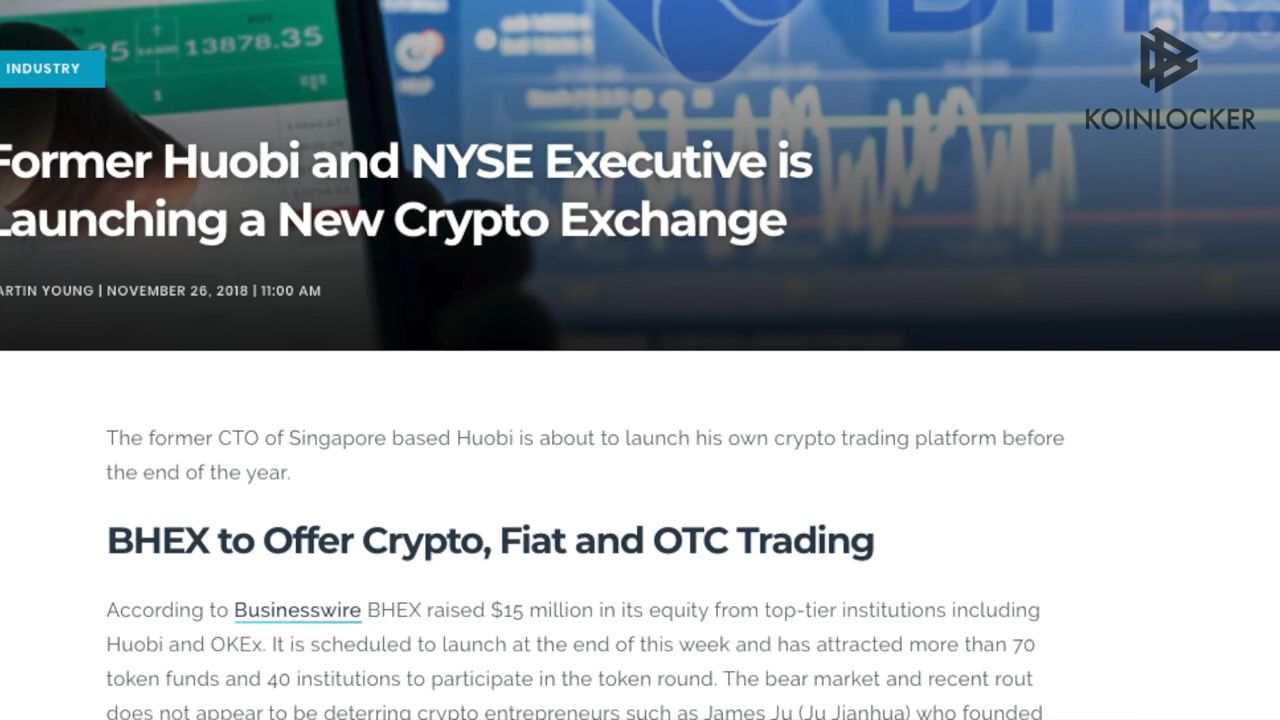 13878.35
INDUSTRY
KOINLOCKER
Former Huobi and NYSE Executive is
Launching a New Crypto Exchange
ARTIN YOUNG | NOVEMBER 26, 2018 | 11:00 AM
The former CTO of Singapore based Huobi is about to launch his own crypto trading platform before
the end of the year.
BHEX to Offer Crypto, Fiat and OTC Trading
According to Businesswire BHEX raised $15 million in its equity from top-tier institutions including
Huobi and OKEx. It is scheduled to launch at the end of this week and has attracted more than 70
token funds and 40 institutions to participate in the token round. The bear market and recent rout
does not appear to be deterring crypto entrepreneurs such as James Ju (Ju Jianhua) who founded